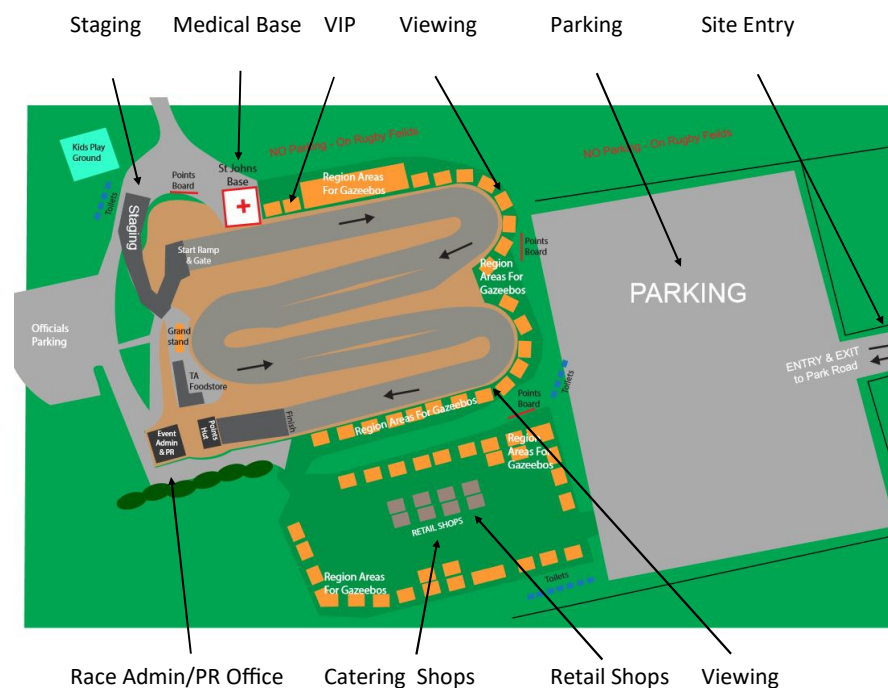 Staging Medical Base VIP Viewing Parking Site Entry
NO Parking - On Rugby Feilds
NO Parking - On Rugby Feilds
Kids Play
Ground
Toilets
Points
Board
St Johns
Base
Region Areas
For Gazeebos
Staging
Start Ramp
& Gate
Points
Board
Region
Areas For
Gazeebos
PARKING
Officials
Parking
Grand
stand
ENTRY & EXIT
to Park Road
TA
Foodstore
Toilets
Points
Board
Finish
Points
Hut
Region Areas For Gazeebos
Event
Admin
& PR
Region
Areas For
Gazeebos
RETAIL SHOPS
Region Areas
For Gazeebos
Toilets
Race Admin/PR Office Catering Shops Retail Shops Viewing